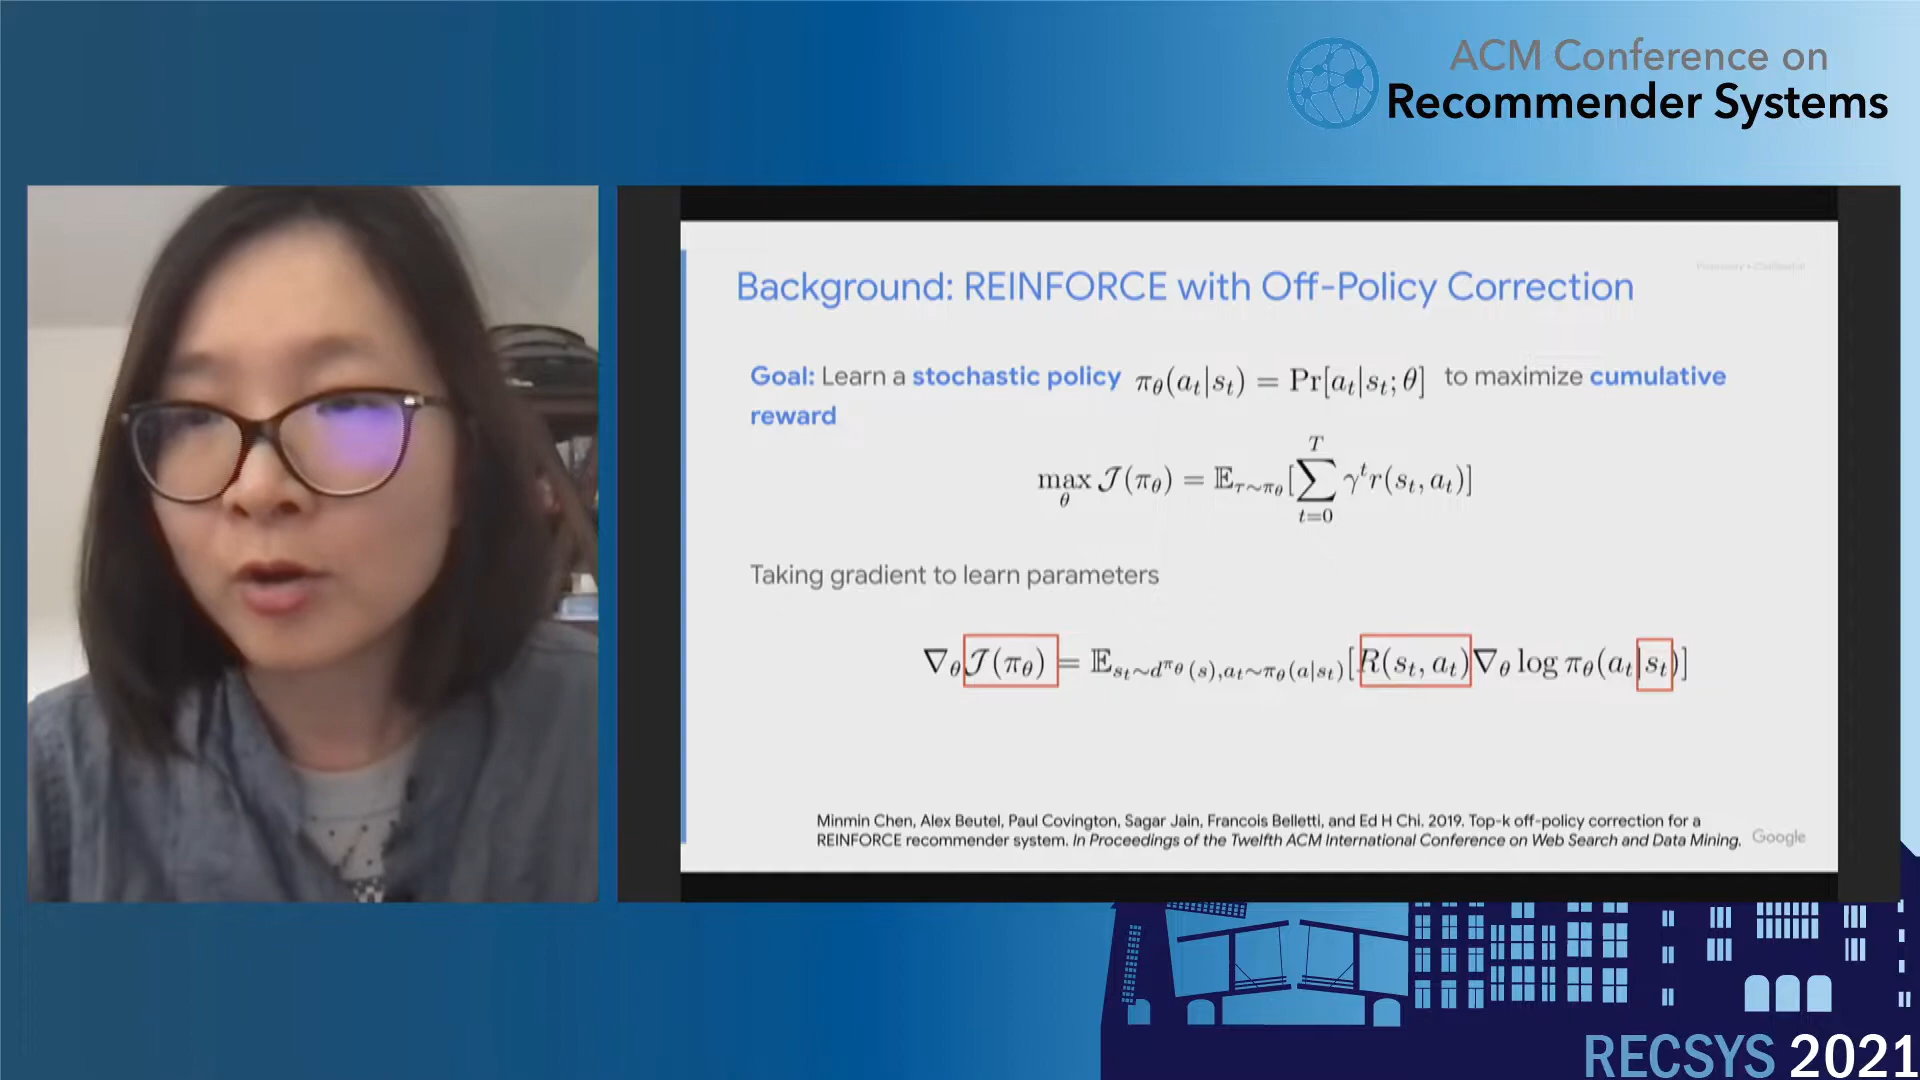 ACM Conference on
Recommender Systems
Background: REINFORCE with Off-Policy Correction
Goal: Learn a stochastic policy π_θ(a_t|s_t) = Pr[a_t|s_t; θ] to maximize cumulative
reward
max_θ 𝒥(π_θ) = 𝔼_{τ∼π_θ}[∑_{t=0}^{T} γ^t r(s_t, a_t)]
Taking gradient to learn parameters
∇_θ 𝒥(π_θ) = 𝔼_{s_t∼d^{π_θ}(s), a_t∼π_θ(a|s_t)}[R(s_t, a_t)∇_θ log π_θ(a_t|s_t)]
Minmin Chen, Alex Beutel, Paul Covington, Sagar Jain, Francois Belletti, and Ed H Chi. 2019. Top-k off-policy correction for a
REINFORCE recommender system. In Proceedings of the Twelfth ACM International Conference on Web Search and Data Mining.
Google
RECSYS 2021